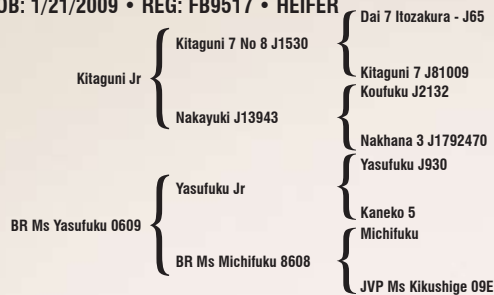 DOB: 1/21/2009 • REG: FB9517 • HEIFER
Dai 7 Itozakura - J65
Kitaguni 7 No 8 J1530
Kitaguni 7 J81009
Kitaguni Jr
Koufuku J2132
Nakayuki J13943
Nakhana 3 J1792470
Yasufuku J930
Yasufuku Jr
Kaneko 5
BR Ms Yasufuku 0609
Michifuku
BR Ms Michifuku 8608
JVP Ms Kikushige 09E